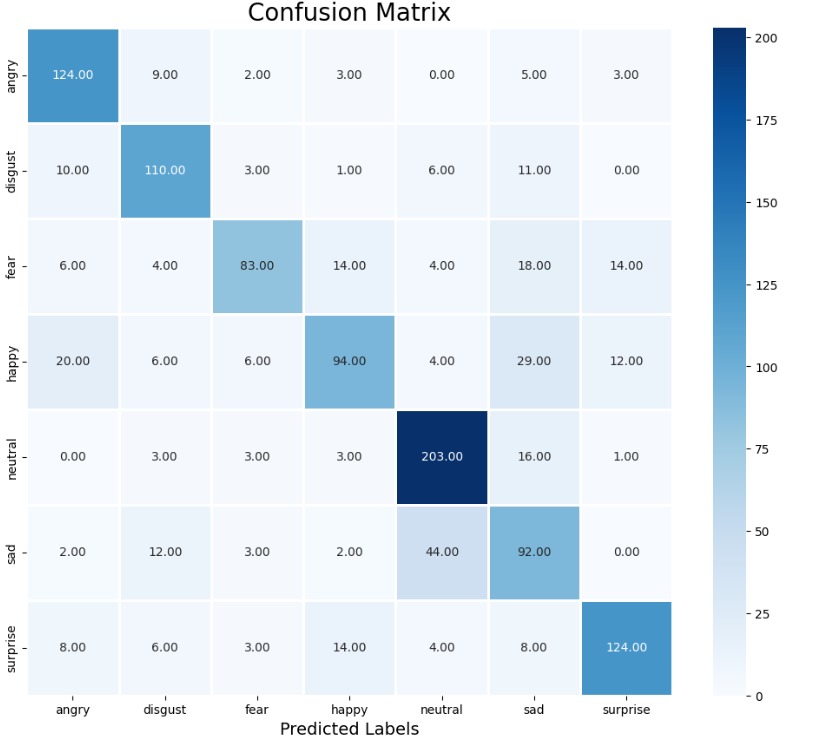 Confusion Matrix
angry 124.00 9.00 2.00 3.00 0.00 5.00 3.00
disgust 10.00 110.00 3.00 1.00 6.00 11.00 0.00
fear 6.00 4.00 83.00 14.00 4.00 18.00 14.00
happy 20.00 6.00 6.00 94.00 4.00 29.00 12.00
neutral 0.00 3.00 3.00 3.00 203.00 16.00 1.00
sad 2.00 12.00 3.00 2.00 44.00 92.00 0.00
surprise 8.00 6.00 3.00 14.00 4.00 8.00 124.00
angry disgust fear happy neutral sad surprise
Predicted Labels
200
175
150
125
100
75
50
25
0